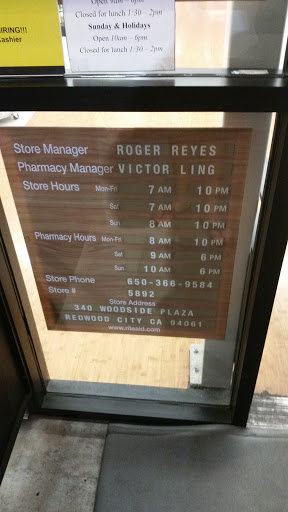 IRING!!!
ashier
Open 9am – 6pm
Closed for lunch 1:30 – 2pm
Sunday & Holidays
Open 10am – 6pm
Closed for lunch 1:30 – 2pm
Store Manager ROGER REYES
Pharmacy Manager VICTOR LING
Store Hours Mon-Fri 7 AM 10 PM
Sat 7 AM 10 PM
Sun 8 AM 10 PM
Pharmacy Hours Mon-Fri 8 AM 10 PM
Sat 9 AM 6 PM
Sun 10 AM 6 PM
Store Phone 650-366-9584
Store # 5892
Store Address
340 WOODSIDE PLAZA
REDWOOD CITY CA 94061
www.riteaid.com